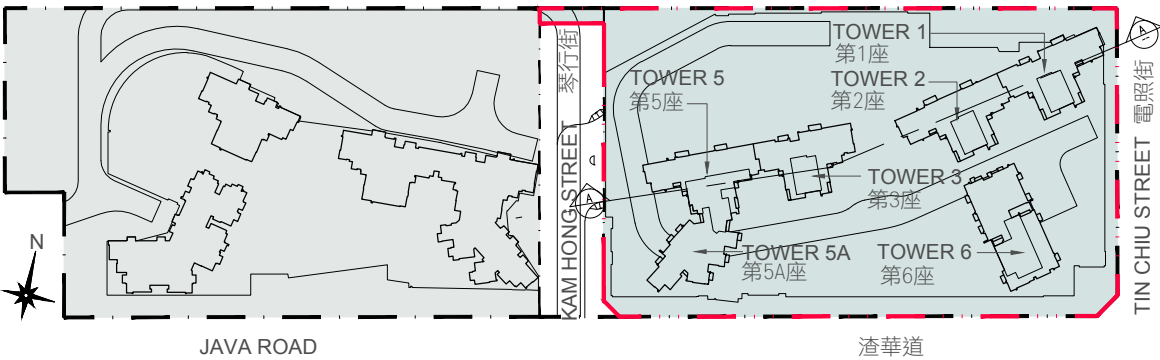 TOWER 1
第1座
TOWER 5
第5座
TOWER 2
第2座
TOWER 3
第3座
TOWER 5A
第5A座
TOWER 6
第6座
KAM HONG STREET 琴行街
TIN CHIU STREET 電照街
A
A
N
JAVA ROAD
渣華道